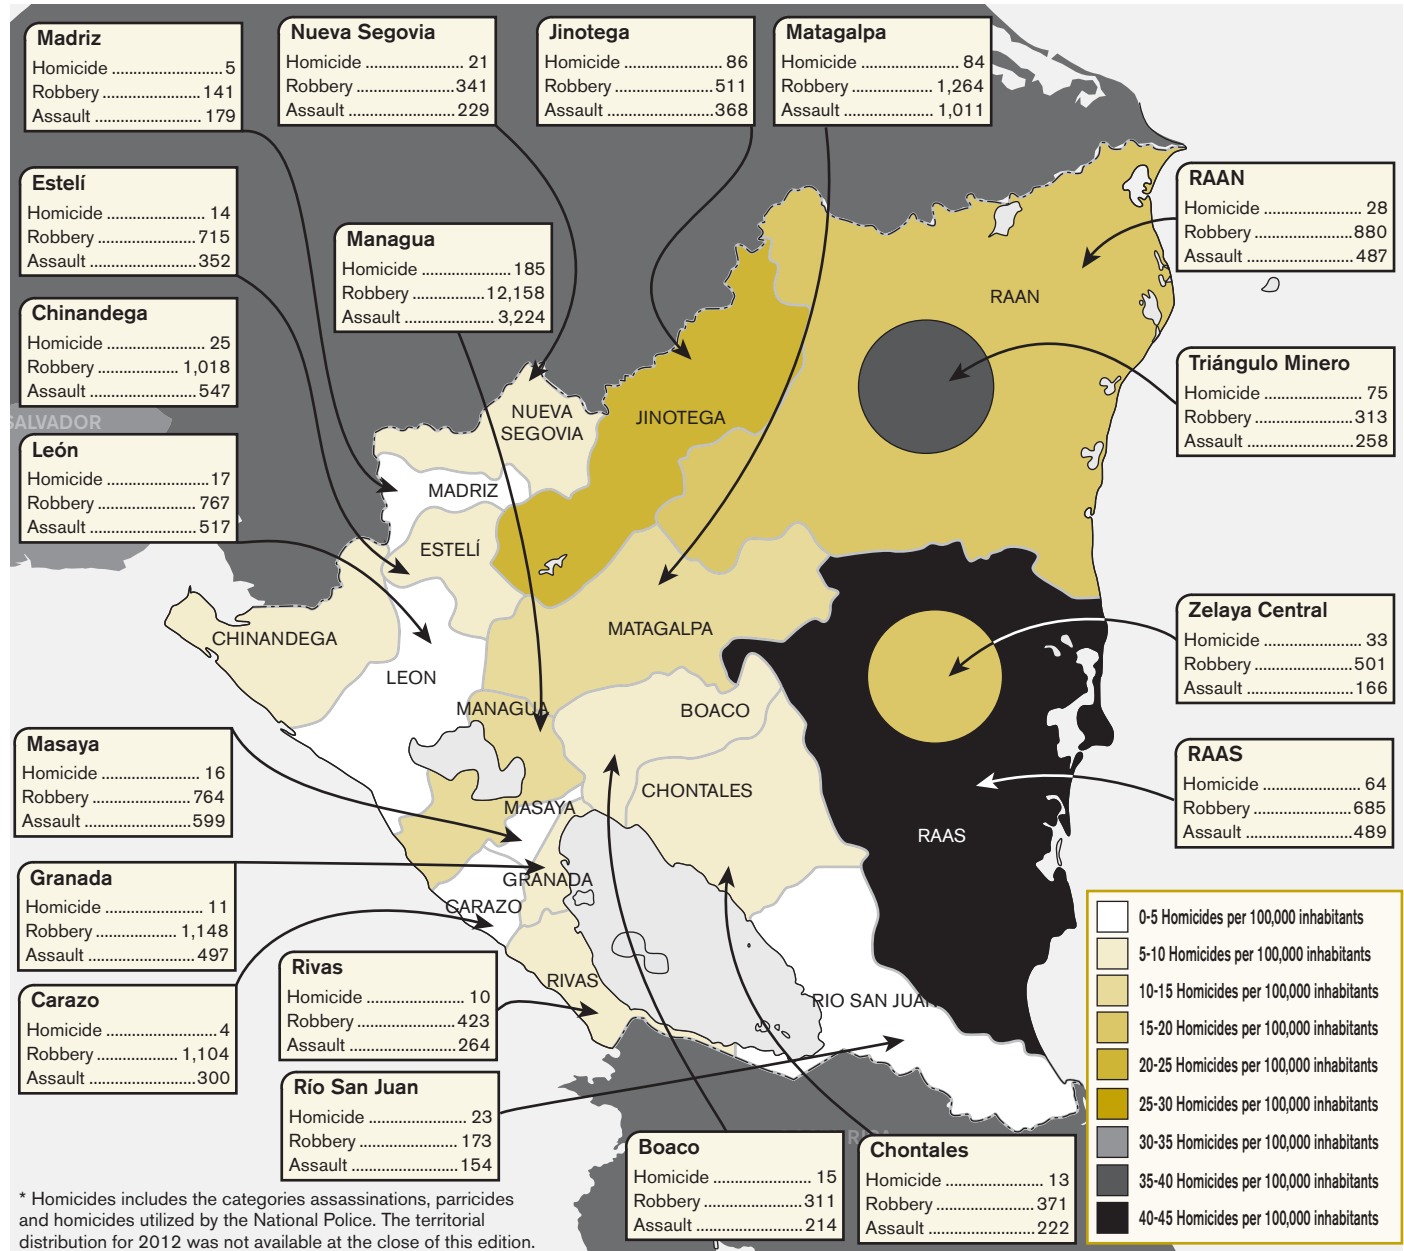 Madriz
Homicide 5
Robbery 141
Assault 179
Nueva Segovia
Homicide 21
Robbery 341
Assault 229
Jinotega
Homicide 86
Robbery 511
Assault 368
Matagalpa
Homicide 84
Robbery 1,264
Assault 1,011
Estelí
Homicide 14
Robbery 715
Assault 352
Managua
Homicide 185
Robbery 12,158
Assault 3,224
RAAN
Homicide 28
Robbery 880
Assault 487
Chinandega
Homicide 25
Robbery 1,018
Assault 547
Triángulo Minero
Homicide 75
Robbery 313
Assault 258
León
Homicide 17
Robbery 767
Assault 517
Zelaya Central
Homicide 33
Robbery 501
Assault 166
Masaya
Homicide 16
Robbery 764
Assault 599
RAAS
Homicide 64
Robbery 685
Assault 489
Granada
Homicide 11
Robbery 1,148
Assault 497
Carazo
Homicide 4
Robbery 1,104
Assault 300
Rivas
Homicide 10
Robbery 423
Assault 264
Río San Juan
Homicide 23
Robbery 173
Assault 154
Boaco
Homicide 15
Robbery 311
Assault 214
Chontales
Homicide 13
Robbery 371
Assault 222
SALVADOR
RAAN
NUEVA
SEGOVIA
JINOTEGA
MADRIZ
ESTELÍ
CHINANDEGA
MATAGALPA
LEON
MANAGUA
BOACO
CHONTALES
MASAYA
RAAS
GRANADA
CARAZO
RIVAS
RIO SAN JUAN
0-5 Homicides per 100,000 inhabitants
5-10 Homicides per 100,000 inhabitants
10-15 Homicides per 100,000 inhabitants
15-20 Homicides per 100,000 inhabitants
20-25 Homicides per 100,000 inhabitants
25-30 Homicides per 100,000 inhabitants
30-35 Homicides per 100,000 inhabitants
35-40 Homicides per 100,000 inhabitants
40-45 Homicides per 100,000 inhabitants
* Homicides includes the categories assassinations, parricides
and homicides utilized by the National Police. The territorial
distribution for 2012 was not available at the close of this edition.